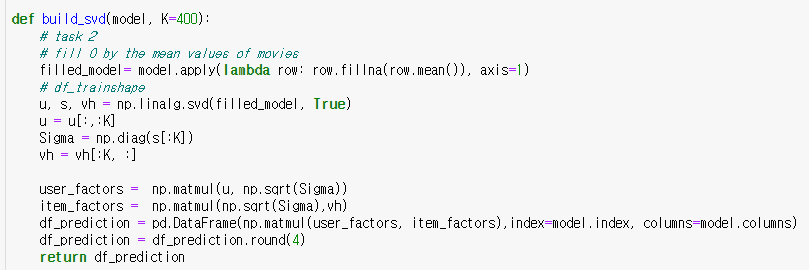 def build_svd(model, K=400):
    # task 2
    # fill 0 by the mean values of movies
    filled_model= model.apply(lambda row: row.fillna(row.mean()), axis=1)
    # df_trainshape
    u, s, vh = np.linalg.svd(filled_model, True)
    u = u[:,:K]
    Sigma = np.diag(s[:K])
    vh = vh[:K, :]

    user_factors =  np.matmul(u, np.sqrt(Sigma))
    item_factors =  np.matmul(np.sqrt(Sigma),vh)
    df_prediction = pd.DataFrame(np.matmul(user_factors, item_factors),index=model.index, columns=model.columns)
    df_prediction = df_prediction.round(4)
    return df_prediction